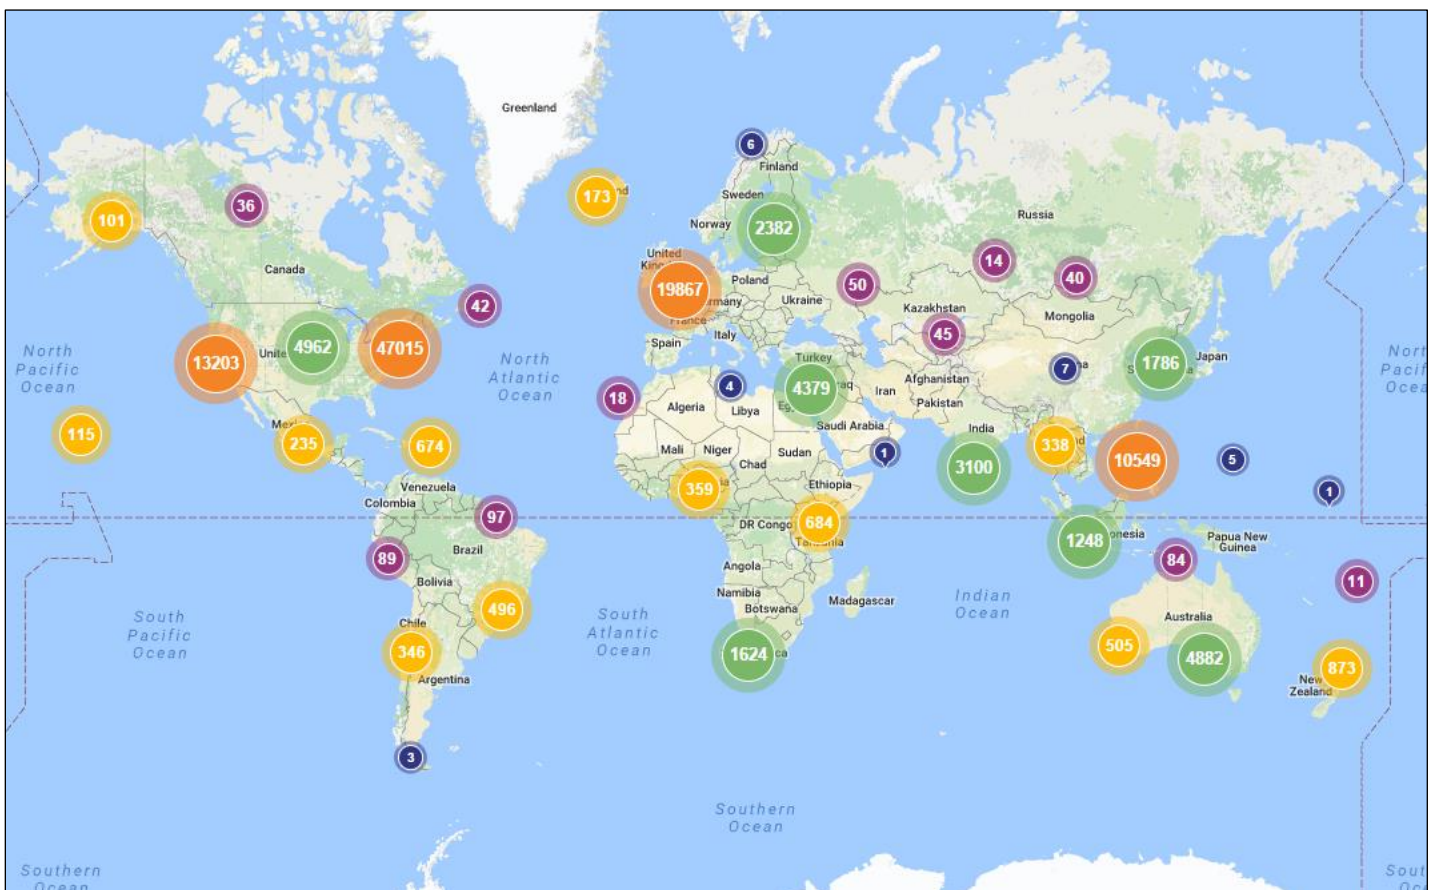 Greenland
6
Finland
173
Sweden
36
101
Norway
2382
Russia
United
14
Canada
40
50
19867
Poland
Ukraine
42
Kazakhstan
Mongolia
France
45
Italy
13203
4962
47015
Spain
North
Pacific
Ocean
North
Atlantic
Ocean
Turkey
1786
Japan
7
4379
Afghanistan
Iran
4
18
Algeria
Libya
Pakistan
Saudi Arabia
India
115
235
674
338
Mali
Niger
Sudan
1
3100
10549
5
Chad
Venezuela
359
Ethiopia
1
Colombia
97
684
DR Congo
1248
Papua New
Guinea
89
Brazil
84
Angola
11
Bolivia
Namibia
Botswana
Madagascar
Indian
Ocean
496
South
Pacific
Ocean
South
Atlantic
Ocean
Australia
Chile
346
1624
505
4882
873
Argentina
New
Zealand
3
Southern
Ocean
Southern